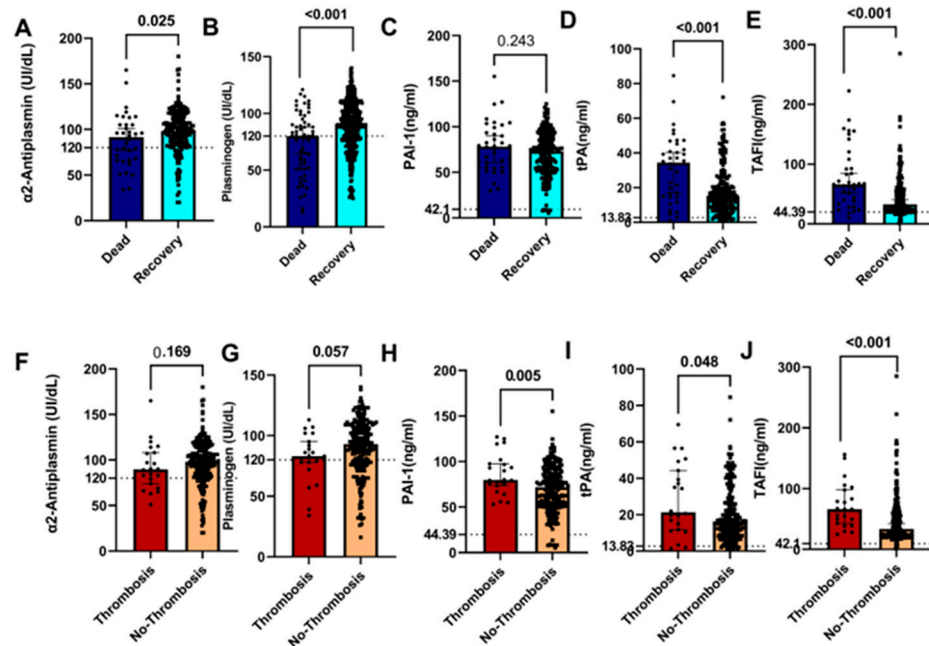 A
0.025
α2-Antiplasmin (UI/dL)
200
150
100
120
50
0
Dead
Recovery
B
<0.001
Plasminogen (UI/dL)
150
100
120
50
0
Dead
Recovery
C
0.243
PAI-1(ng/ml)
200
150
100
50
42.1
0
Dead
Recovery
D
<0.001
tPA(ng/ml)
100
80
60
40
20
13.82
0
Dead
Recovery
E
<0.001
TAFI(ng/ml)
300
200
100
44.39
0
Dead
Recovery
F
0.169
α2-Antiplasmin (UI/dL)
200
150
100
120
50
0
Thrombosis
No-Thrombosis
G
0.057
Plasminogen (UI/dL)
150
100
120
50
0
Thrombosis
No-Thrombosis
H
0.005
PAI-1(ng/ml)
200
150
100
50
44.39
0
Thrombosis
No-Thrombosis
I
0.048
tPA(ng/ml)
100
80
60
40
20
13.82
0
Thrombosis
No-Thrombosis
J
<0.001
TAFI(ng/ml)
300
200
100
42.1
0
Thrombosis
No-Thrombosis